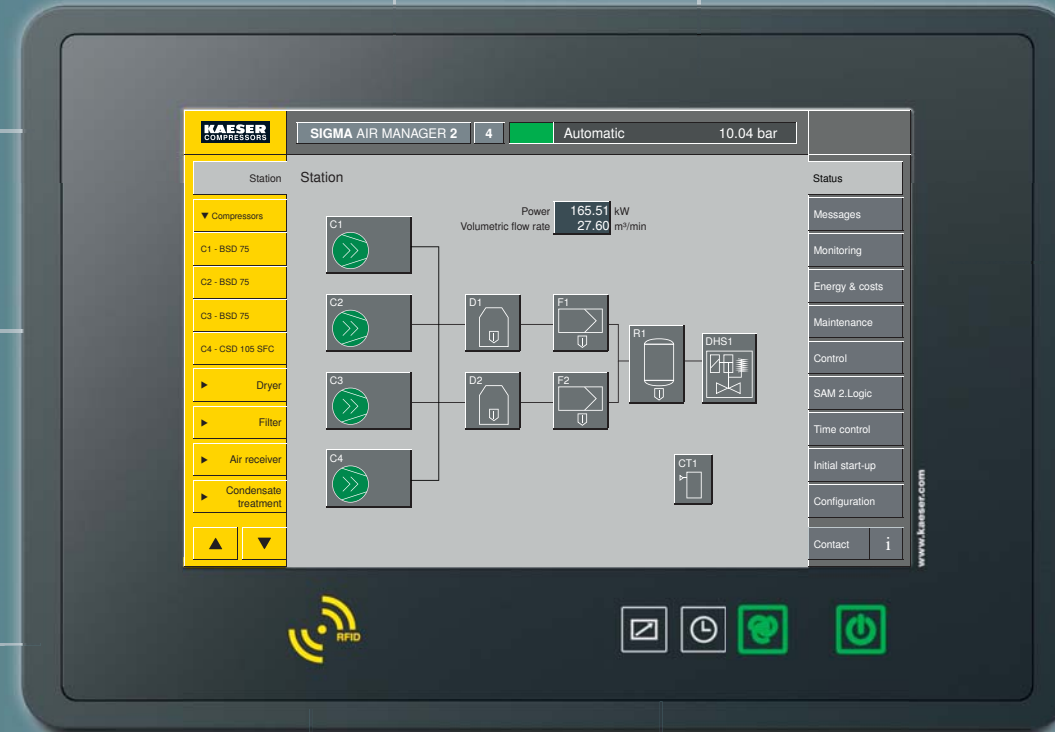 KAESER
COMPRESSORS
SIGMA AIR MANAGER 2
4
Automatic
10.04 bar
Station
▼ Compressors
C1 - BSD 75
C2 - BSD 75
C3 - BSD 75
C4 - CSD 105 SFC
► Dryer
► Filter
► Air receiver
► Condensate
treatment
▲ ▼
Station
Power 165.51 kW
Volumetric flow rate 27.60 m³/min
C1
C2
C3
C4
D1
D2
F1
F2
R1
DHS1
CT1
Status
Messages
Monitoring
Energy & costs
Maintenance
Control
SAM 2.Logic
Time control
Initial start-up
Configuration
Contact i
www.kaeser.com
RFID